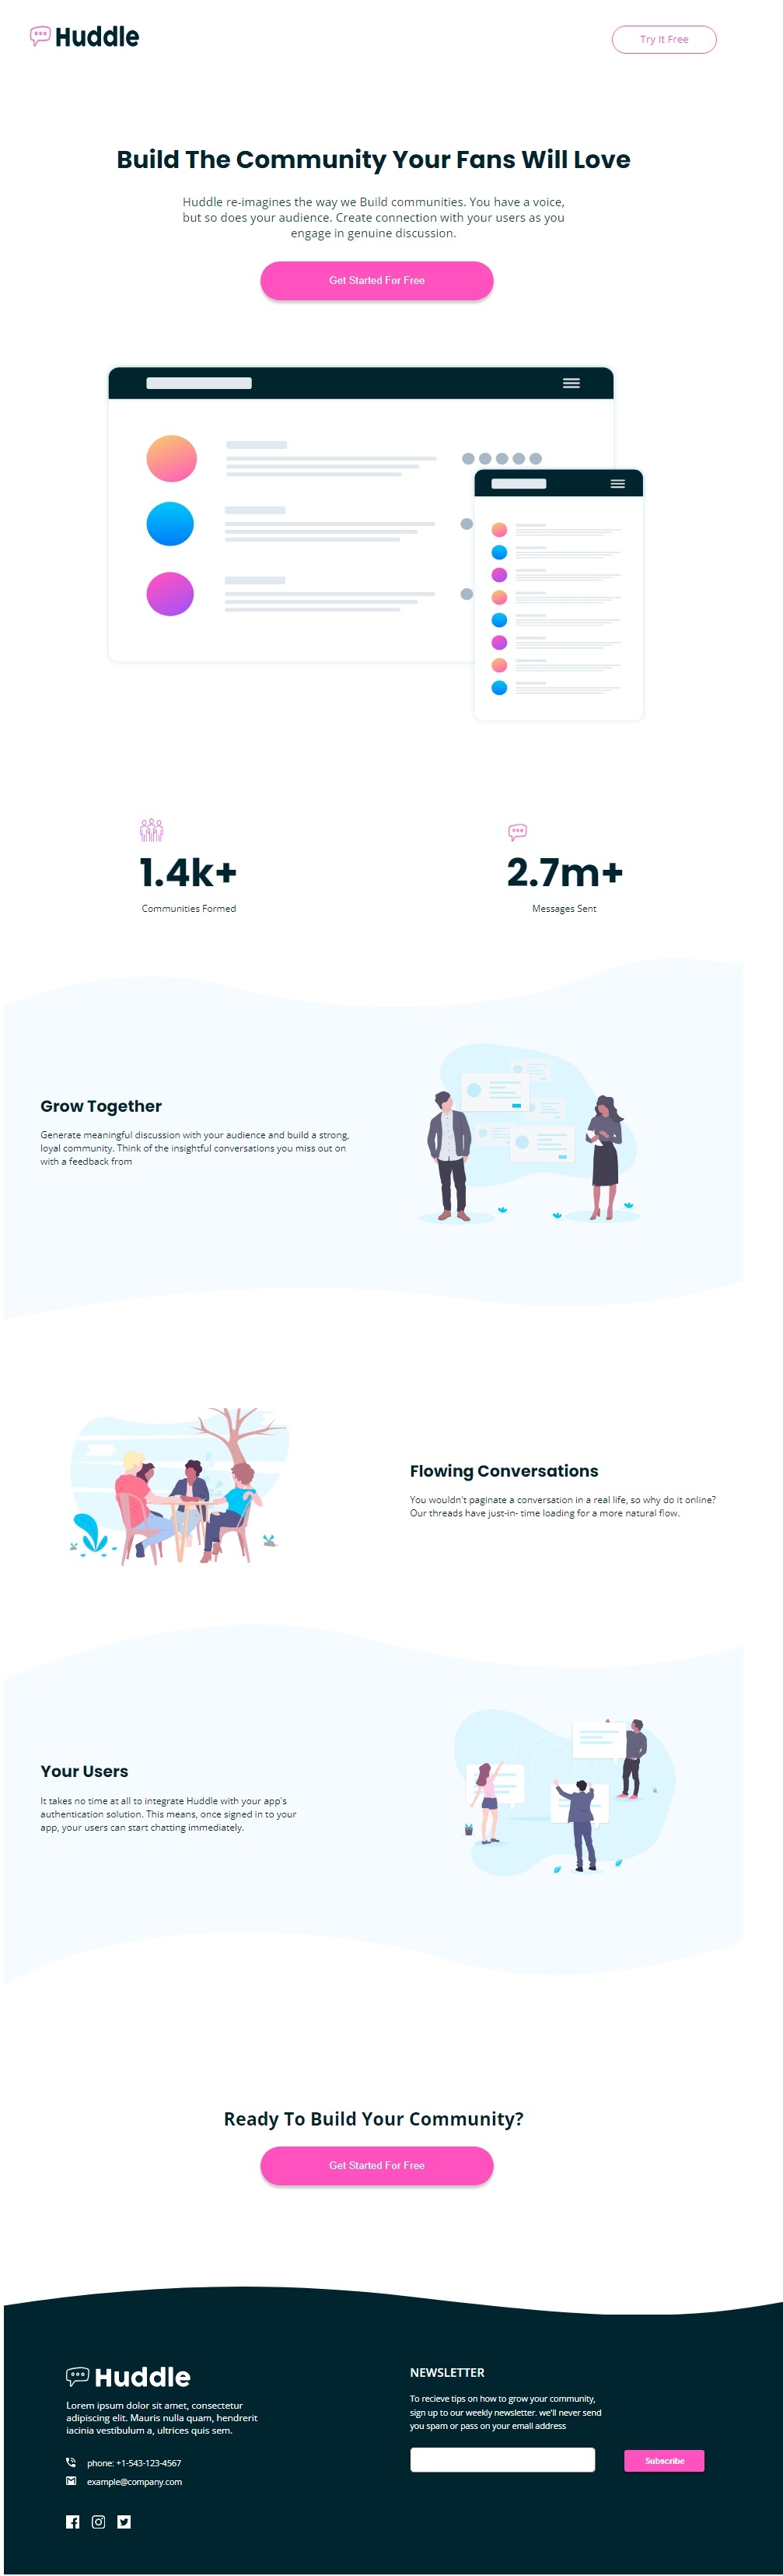 Huddle
Try It Free
Build The Community Your Fans Will Love
Huddle re-imagines the way we Build communities. You have a voice,
but so does your audience. Create connection with your users as you
engage in genuine discussion.
Get Started For Free
1.4k+
Communities Formed
2.7m+
Messages Sent
Grow Together
Generate meaningful discussion with your audience and build a strong,
loyal community. Think of the insightful conversations you miss out on
with a feedback from
Flowing Conversations
You wouldn't paginate a conversation in a real life, so why do it online?
Our threads have just-in- time loading for a more natural flow.
Your Users
It takes no time at all to integrate Huddle with your app's
authentication solution. This means, once signed in to your
app, your users can start chatting immediately.
Ready To Build Your Community?
Get Started For Free
Huddle
Lorem ipsum dolor sit amet, consectetur
adipiscing elit. Mauris nulla quam, hendrerit
iacinia vestibulum a, ultrices quis sem.
phone: +1-543-123-4567
example@company.com
NEWSLETTER
To recieve tips on how to grow your community,
sign up to our weekly newsletter. we'll never send
you spam or pass on your email address
Subscribe